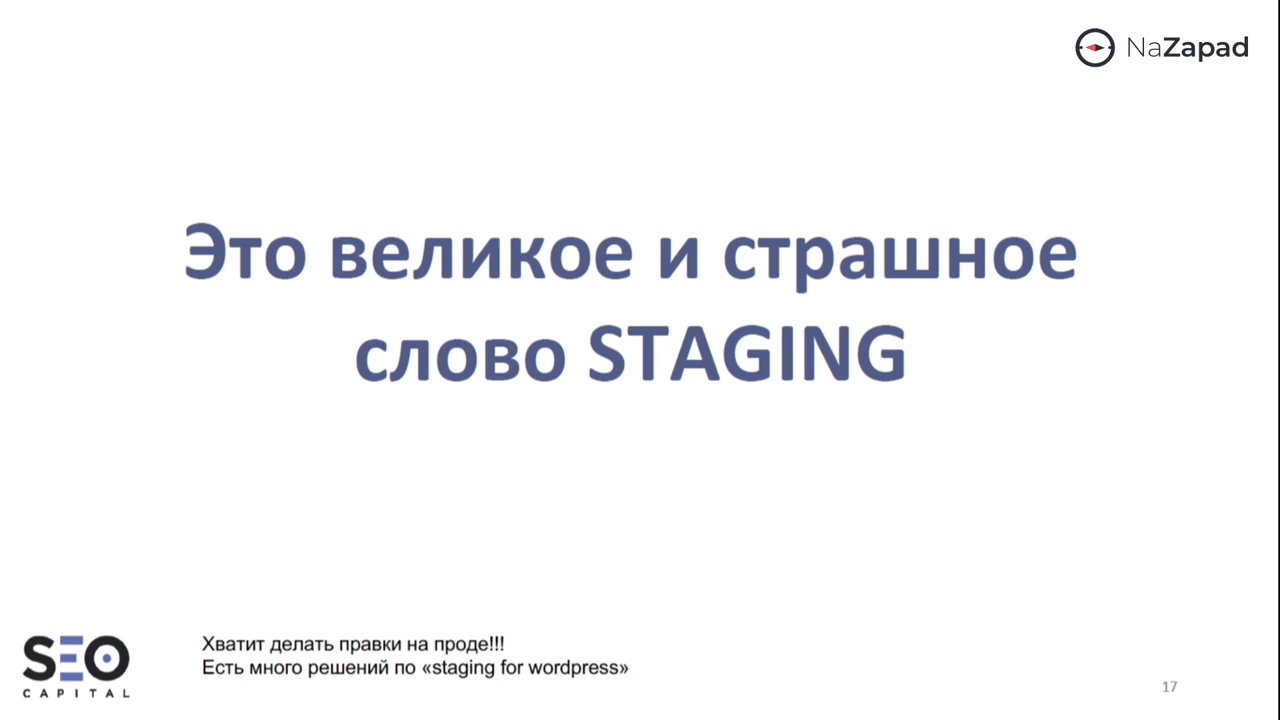 NaZapad
Это великое и страшное
слово STAGING
Хватит делать правки на проде!!!
Есть много решений по «staging for wordpress»
SEO
CAPITAL
17